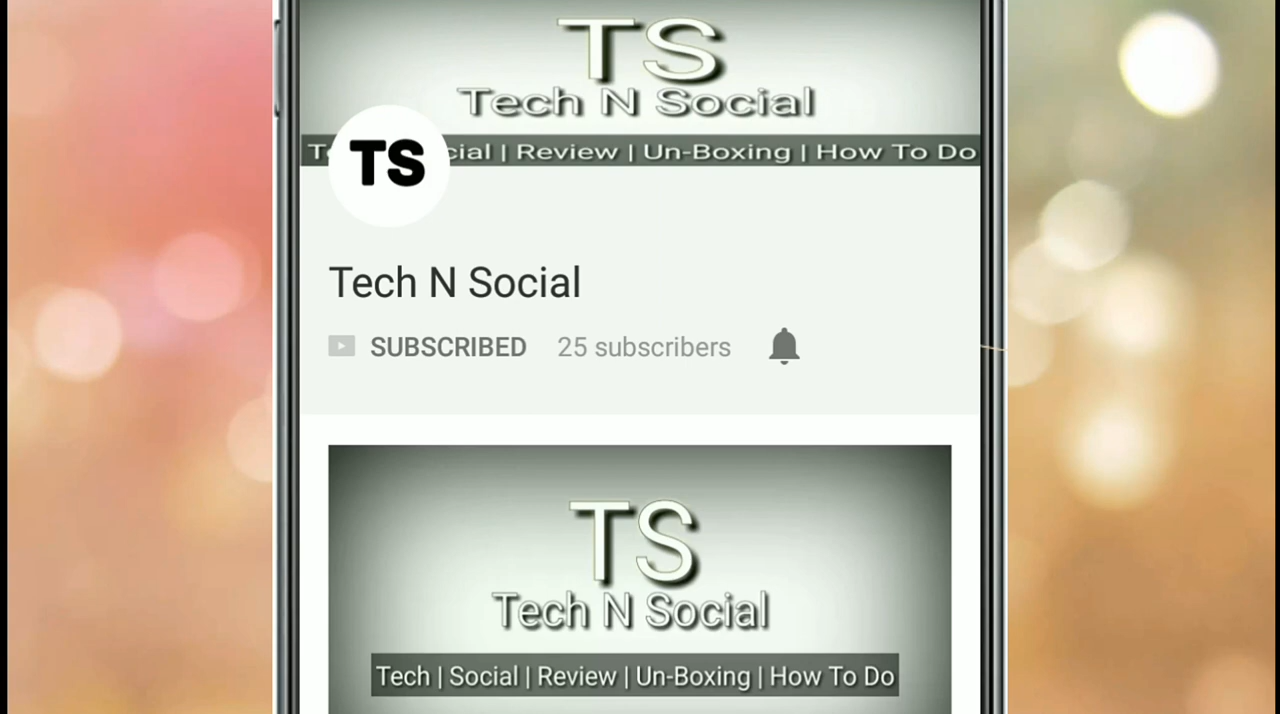 TS
Tech N Social
cial | Review | Un-Boxing | How To Do
TS
Tech N Social
SUBSCRIBED 25 subscribers
TS
Tech N Social
Tech | Social | Review | Un-Boxing | How To Do